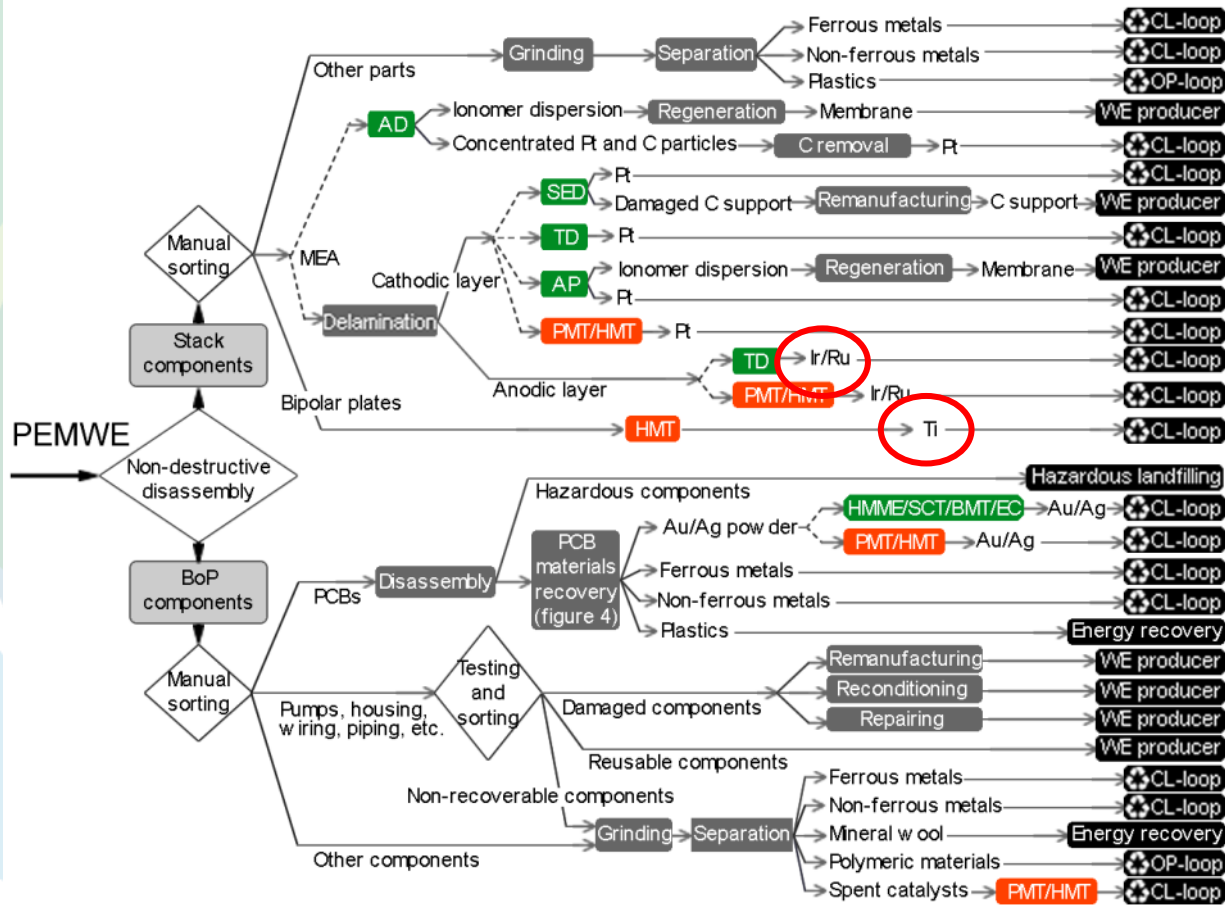 Ferrous metals
CL-loop
Other parts
Grinding
Separation
Non-ferrous metals
CL-loop
Plastics
OP-loop
AD
Ionomer dispersion
Regeneration
Membrane
WE producer
Concentrated Pt and C particles
C removal
Pt
CL-loop
SED
Pt
CL-loop
Damaged C support
Remanufacturing
C support
WE producer
Manual
sorting
MEA
TD
Pt
CL-loop
Cathodic layer
AP
Ionomer dispersion
Regeneration
Membrane
WE producer
Pt
CL-loop
Delamination
PMT/HMT
Pt
CL-loop
Stack
components
TD
Ir/Ru
CL-loop
Anodic layer
PMT/HMT
Ir/Ru
CL-loop
Bipolar plates
HMT
Ti
CL-loop
PEMWE
Non-destructive
disassembly
Hazardous components
Hazardous landfilling
BoP
components
PCBs
Disassembly
PCB
materials
recovery
(figure 4)
Au/Ag powder
HMME/SCT/BMT/EC
Au/Ag
CL-loop
PMT/HMT
Au/Ag
CL-loop
Ferrous metals
CL-loop
Non-ferrous metals
CL-loop
Plastics
Energy recovery
Manual
sorting
Pumps, housing,
wiring, piping, etc.
Testing
and
sorting
Damaged components
Remanufacturing
WE producer
Reconditioning
WE producer
Repairing
WE producer
Reusable components
WE producer
Non-recoverable components
Other components
Grinding
Separation
Ferrous metals
CL-loop
Non-ferrous metals
CL-loop
Mineral wool
Energy recovery
Polymeric materials
OP-loop
Spent catalysts
PMT/HMT
CL-loop